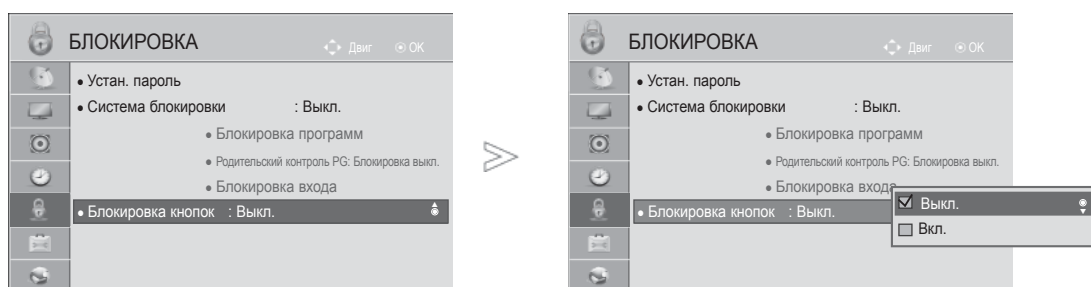 БЛОКИРОВКА
Двиг OK
• Устан. пароль
• Система блокировки : Выкл.
• Блокировка программ
• Родительский контроль PG: Блокировка выкл.
• Блокировка входа
• Блокировка кнопок : Выкл.
БЛОКИРОВКА
Двиг OK
• Устан. пароль
• Система блокировки : Выкл.
• Блокировка программ
• Родительский контроль PG: Блокировка выкл.
• Блокировка входа
• Блокировка кнопок : Выкл.
Выкл.
Вкл.